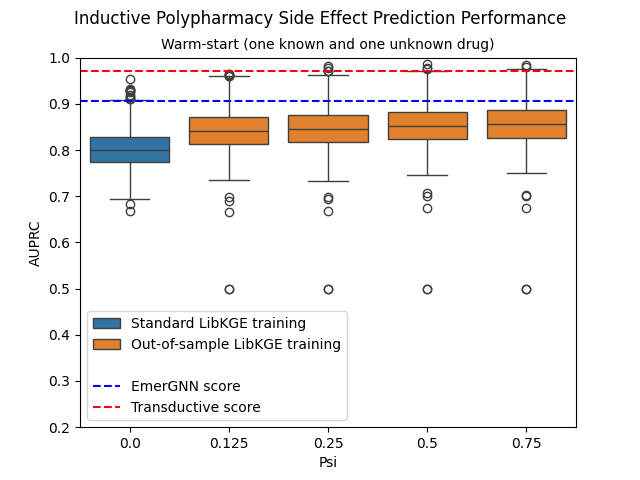 Inductive Polypharmacy Side Effect Prediction Performance
Warm-start (one known and one unknown drug)
1.0
0.9
0.8
0.7
0.6
0.5
0.4
0.3
0.2
AUPRC
Standard LibKGE training
Out-of-sample LibKGE training
EmerGNN score
Transductive score
0.0 0.125 0.25 0.5 0.75
Psi